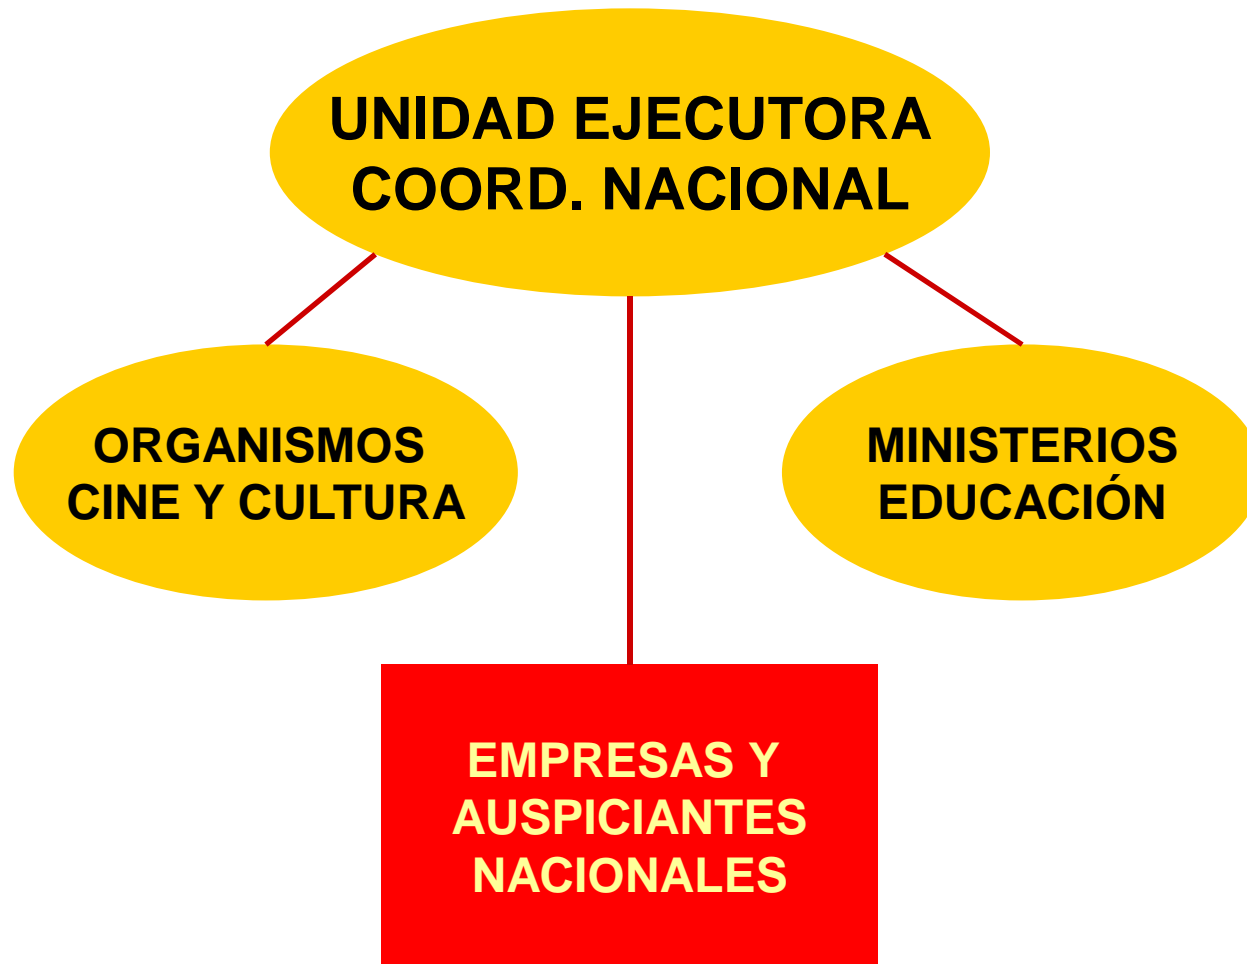 UNIDAD EJECUTORA
COORD. NACIONAL
ORGANISMOS
CINE Y CULTURA
MINISTERIOS
EDUCACIÓN
EMPRESAS Y
AUSPICIANTES
NACIONALES